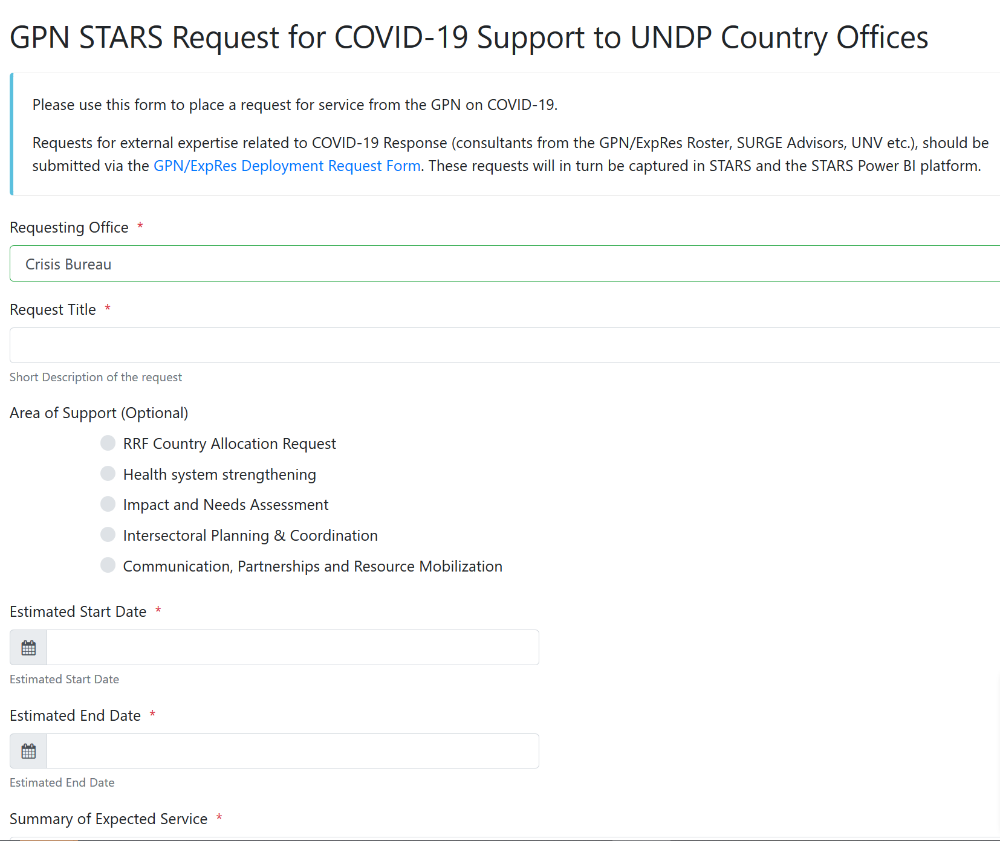 GPN STARS Request for COVID-19 Support to UNDP Country Offices
Please use this form to place a request for service from the GPN on COVID-19.
Requests for external expertise related to COVID-19 Response (consultants from the GPN/ExpRes Roster, SURGE Advisors, UNV etc.), should be
submitted via the GPN/ExpRes Deployment Request Form. These requests will in turn be captured in STARS and the STARS Power BI platform.
Requesting Office *
Crisis Bureau
Request Title *
Short Description of the request
Area of Support (Optional)
RRF Country Allocation Request
Health system strengthening
Impact and Needs Assessment
Intersectoral Planning & Coordination
Communication, Partnerships and Resource Mobilization
Estimated Start Date *
Estimated Start Date
Estimated End Date *
Estimated End Date
Summary of Expected Service *